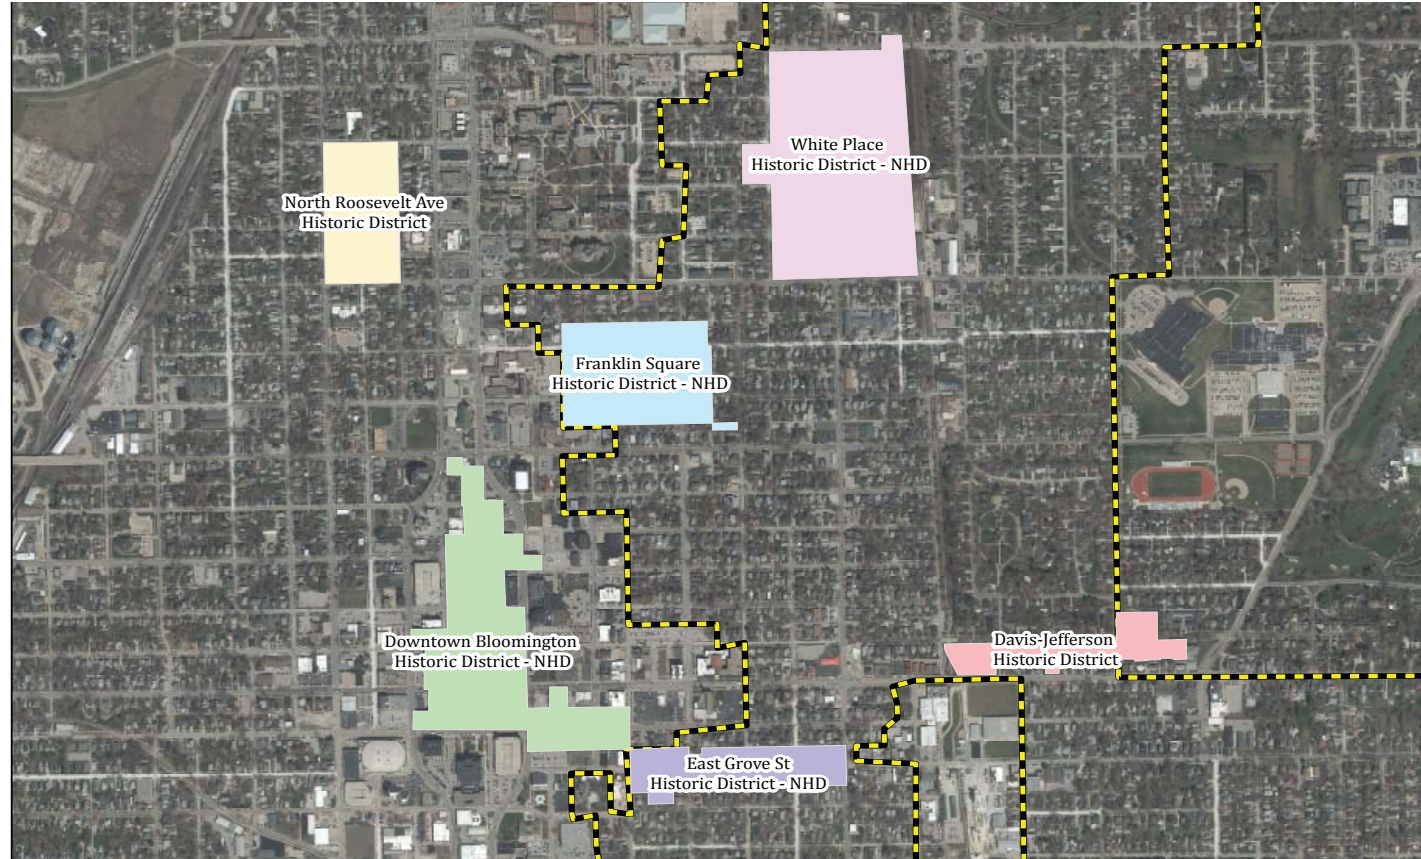 White Place
Historic District - NHD
North Roosevelt Ave
Historic District
Franklin Square
Historic District - NHD
Downtown Bloomington
Historic District - NHD
Davis-Jefferson
Historic District
East Grove St
Historic District - NHD